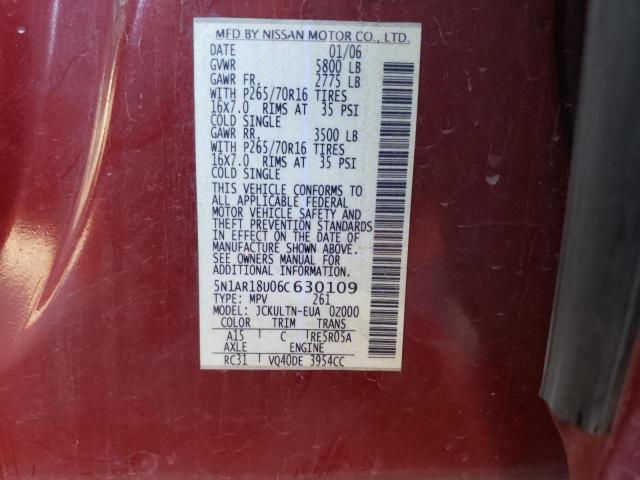 MFD BY NISSAN MOTOR CO., LTD.
DATE 01/06
GVWR 5800 LB
GAWR FR. 2775 LB
WITH P265/70R16 TIRES
16X7.0 RIMS AT 35 PSI
COLD SINGLE
GAWR RR. 3500 LB
WITH P265/70R16 TIRES
16X7.0 RIMS AT 35 PSI
COLD SINGLE
THIS VEHICLE CONFORMS TO
ALL APPLICABLE FEDERAL
MOTOR VEHICLE SAFETY AND
THEFT PREVENTION STANDARDS
IN EFFECT ON THE DATE OF
MANUFACTURE SHOWN ABOVE.
SEE OWNERS MANUAL FOR
ADDITIONAL INFORMATION.
5N1AR18U06C630109
TYPE: MPV 261
MODEL: JCKULTN-EUA 0Z000
COLOR TRIM TRANS
A15 C RE5R05A
AXLE ENGINE
RC31 VQ40DE 3954CC